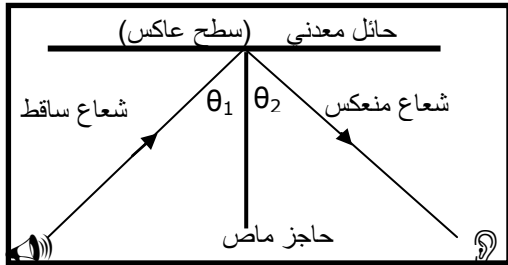 حائل معدني (سطح عاكس)
θ1 θ2
شعاع منعكس
شعاع ساقط
حاجز ماص